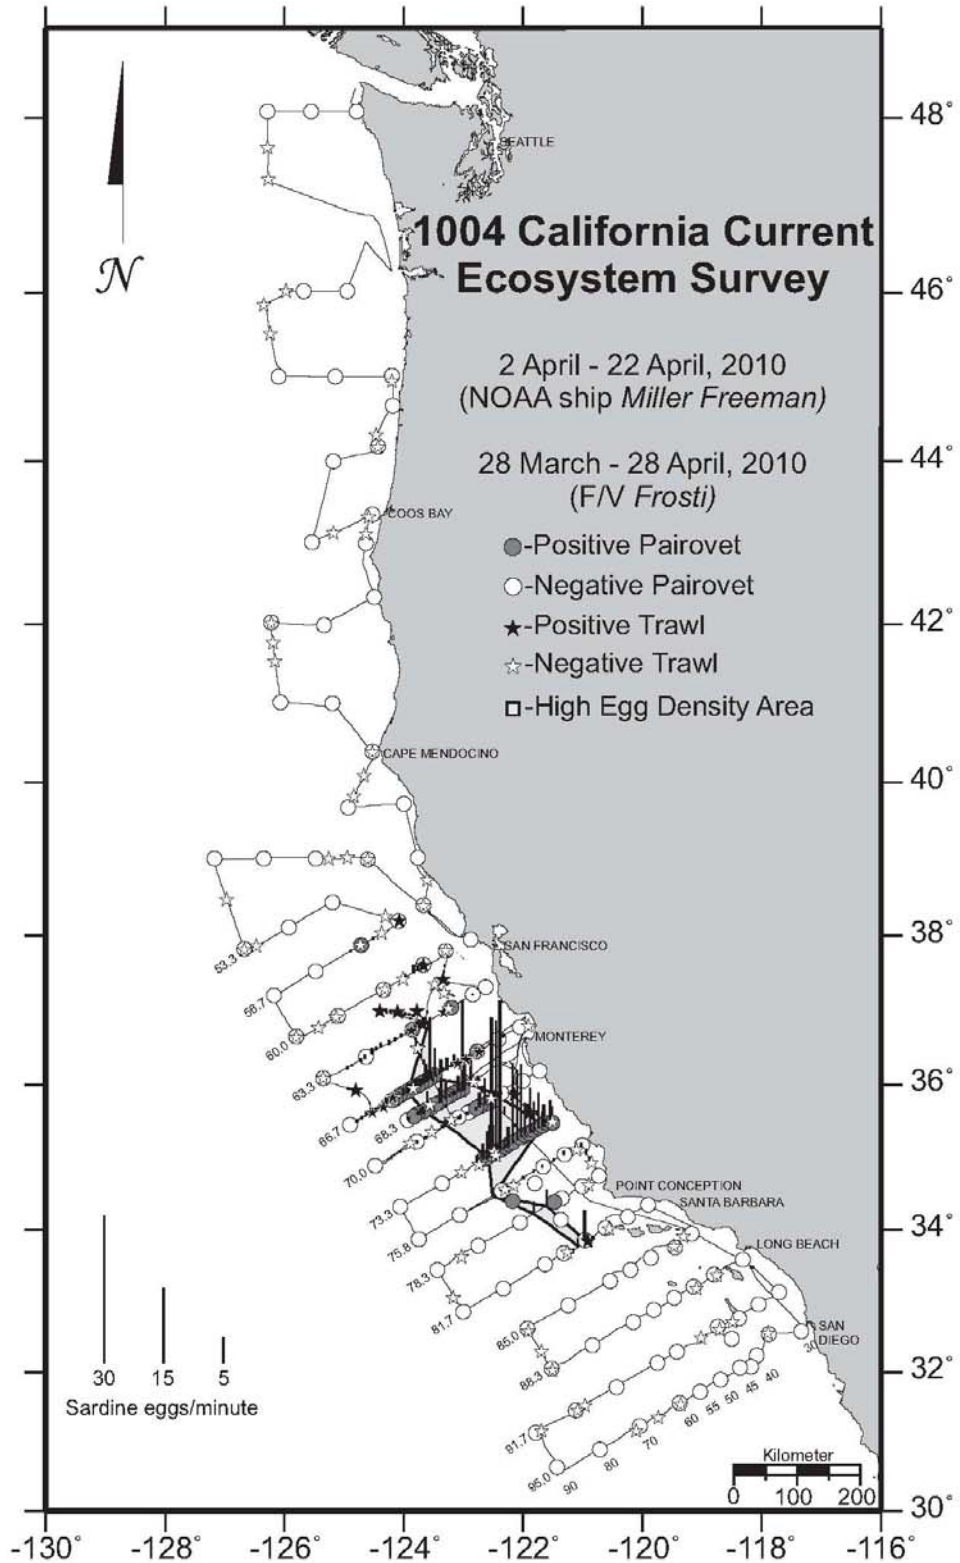 48°
SEATTLE
1004 California Current
Ecosystem Survey
N
46°
2 April - 22 April, 2010
(NOAA ship Miller Freeman)
44°
28 March - 28 April, 2010
(F/V Frosti)
COOS BAY
-Positive Pairovet
-Negative Pairovet
42°
-Positive Trawl
-Negative Trawl
-High Egg Density Area
CAPE MENDOCINO
40°
38°
SAN FRANCISCO
53.3
56.7
60.0
MONTEREY
36°
63.3
66.7
68.3
70.0
POINT CONCEPTION
SANTA BARBARA
73.3
34°
75.8
LONG BEACH
78.3
81.7
85.0
SAN
DIEGO
30
88.3
32°
30 15 5
Sardine eggs/minute
40
45
50
55
60
70
80
90
91.7
95.0
Kilometer
0 100 200
30°
-130° -128° -126° -124° -122° -120° -118° -116°